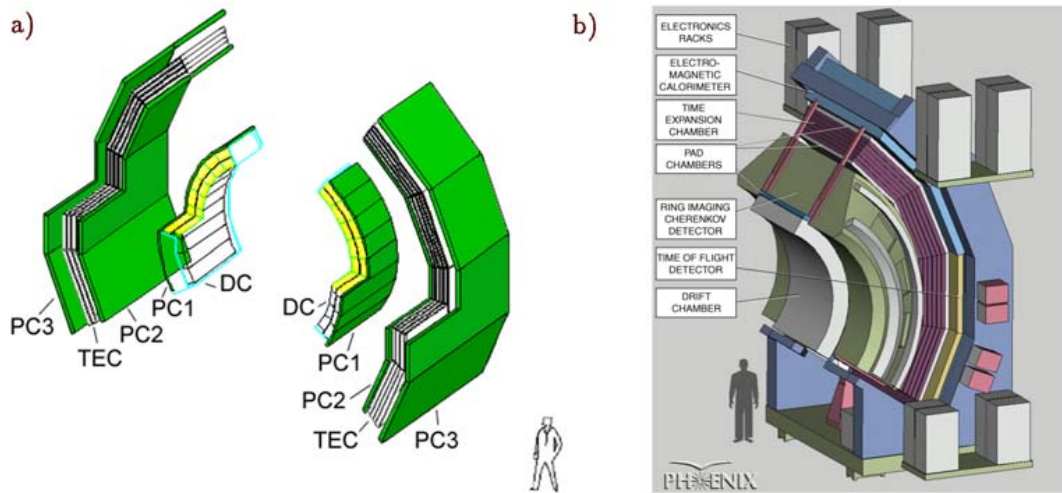 a)
PC3
TEC
PC2
PC1
DC
DC
PC1
PC2
TEC
PC3
b)
ELECTRONICS
RACKS
ELECTRO-
MAGNETIC
CALORIMETER
TIME
EXPANSION
CHAMBER
PAD
CHAMBERS
RING IMAGING
CHERENKOV
DETECTOR
TIME OF FLIGHT
DETECTOR
DRIFT
CHAMBER
PHENIX